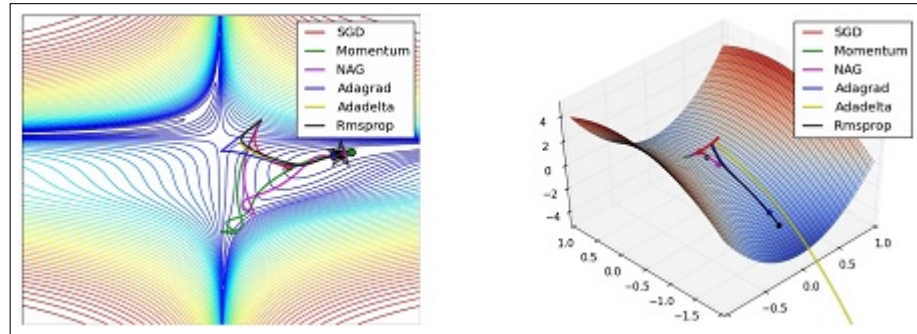 SGD
Momentum
NAG
Adagrad
Adadelta
Rmsprop
SGD
Momentum
NAG
Adagrad
Adadelta
Rmsprop
4
2
0
−2
−4
1.0
0.5
0.0
−0.5
−1.0
−1.5
−0.5
0.0
0.5
1.0